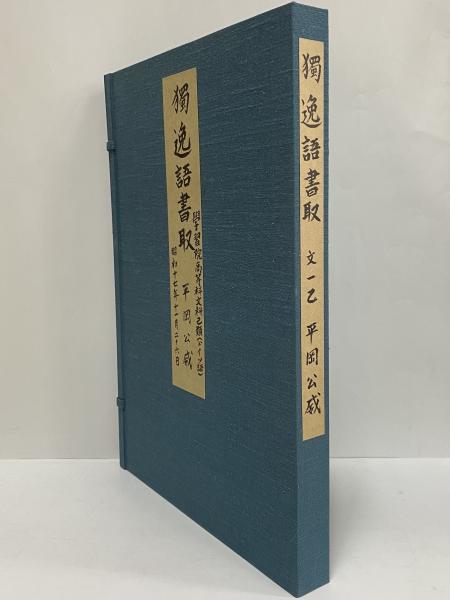 獨逸語書取
學習院高等科文科乙類(ドイツ語)
平岡公威
昭和十七年十一月二十六日
獨逸語書取 文一乙 平岡公威